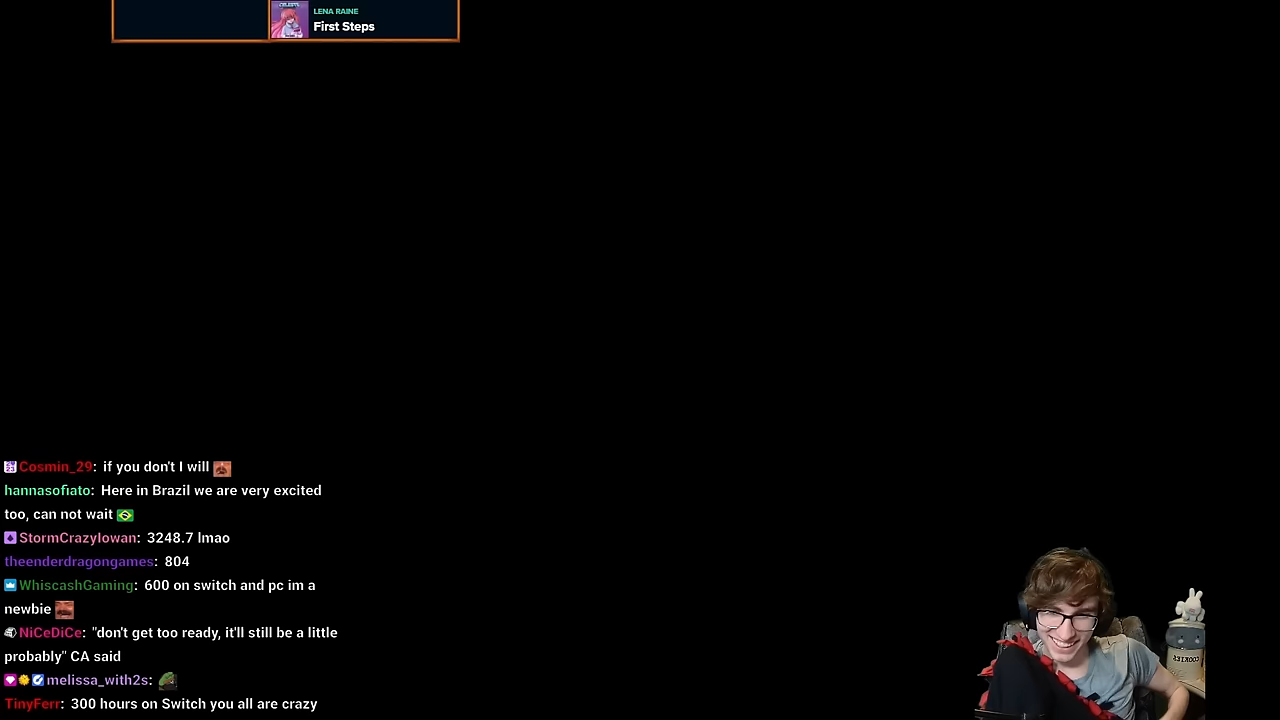 LENA RAINE
First Steps
Cosmin_29: if you don't I will
hannasofiato: Here in Brazil we are very excited
too, can not wait
StormCrazyIowan: 3248.7 lmao
theenderdragongames: 804
WhiscashGaming: 600 on switch and pc im a
newbie
NiCeDiCe: "don't get too ready, it'll still be a little
probably" CA said
melissa_with2s:
TinyFerr: 300 hours on Switch you all are crazy